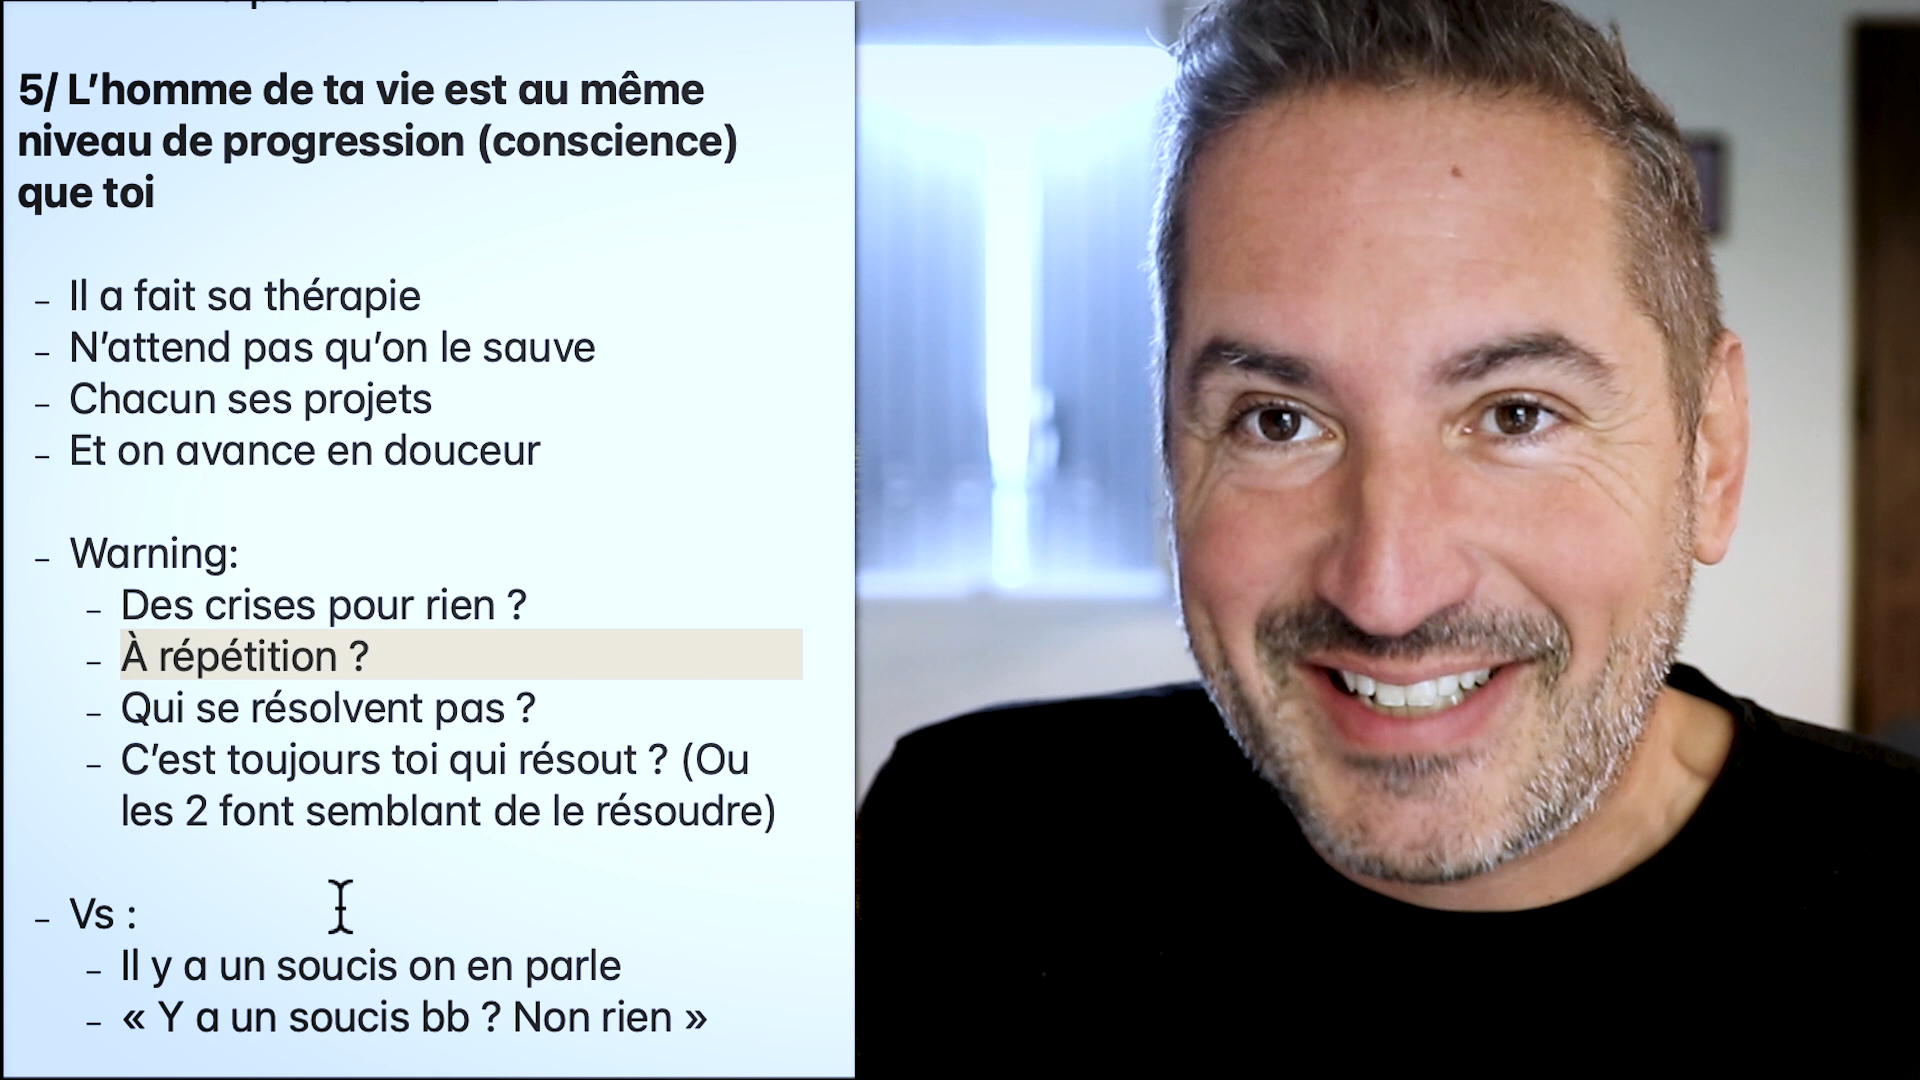 5/ L’homme de ta vie est au même
niveau de progression (conscience)
que toi
– Il a fait sa thérapie
– N’attend pas qu’on le sauve
– Chacun ses projets
– Et on avance en douceur
– Warning:
– Des crises pour rien ?
– À répétition ?
– Qui se résolvent pas ?
– C’est toujours toi qui résout ? (Ou
les 2 font semblant de le résoudre)
– Vs :
– Il y a un soucis on en parle
– « Y a un soucis bb ? Non rien »